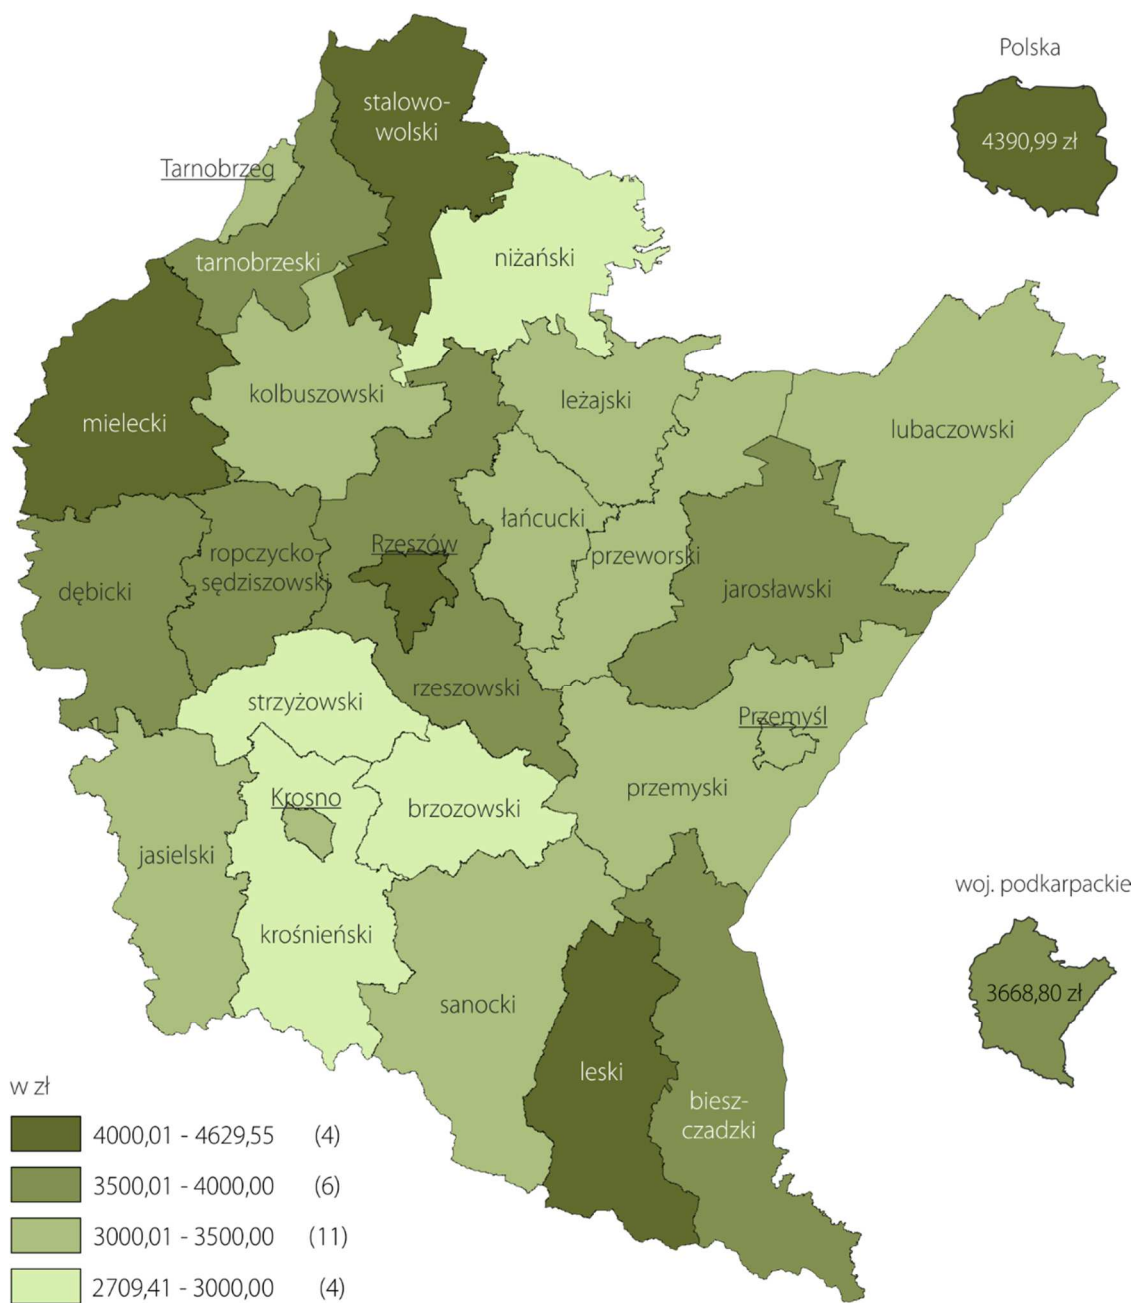 Polska
4390,99 zł
stalowo-
wolski
Tarnobrzeg
niżański
tarnobrzeski
kolbuszowski
leżajski
mielecki
lubaczowski
łańcucki
Rzeszów
ropczycko-
sędziszowski
przeworski
dębicki
jarosławski
rzeszowski
strzyżowski
Przemyśl
przemyski
Krosno
brzozowski
jasielski
woj. podkarpackie
krośnieński
3668,80 zł
sanocki
leski
biesz-
czadzki
w zł
4000,01 - 4629,55 (4)
3500,01 - 4000,00 (6)
3000,01 - 3500,00 (11)
2709,41 - 3000,00 (4)